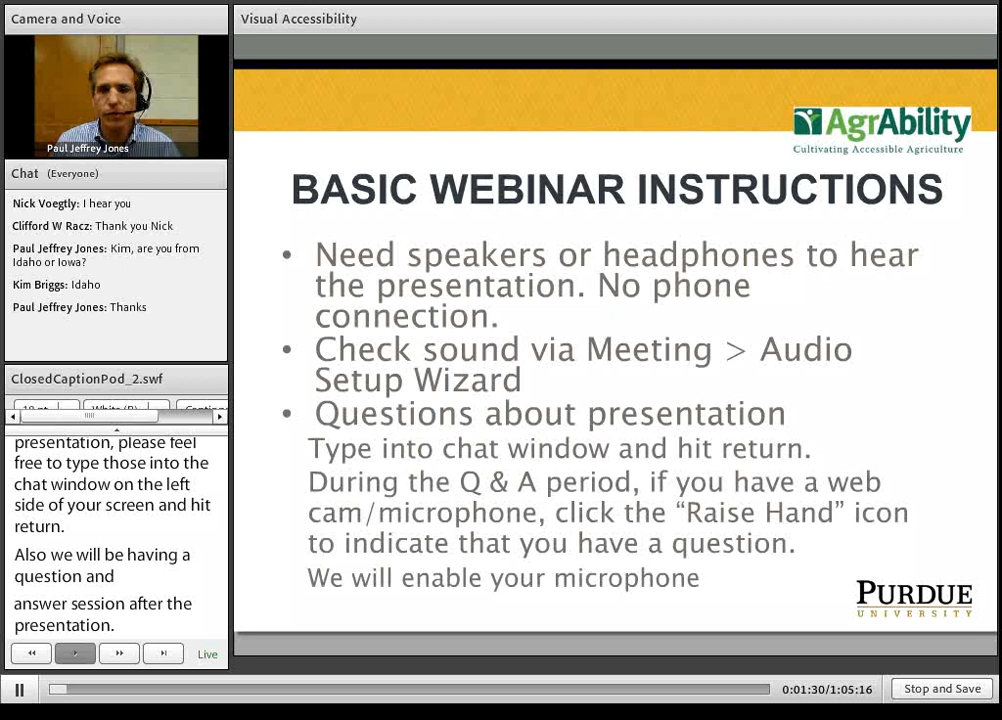 Camera and Voice
Paul Jeffrey Jones
Chat (Everyone)
Nick Voegtly: I hear you
Clifford W Racz: Thank you Nick
Paul Jeffrey Jones: Kim, are you from
Idaho or Iowa?
Kim Briggs: Idaho
Paul Jeffrey Jones: Thanks
ClosedCaptionPod_2.swf
presentation, please feel
free to type those into the
chat window on the left
side of your screen and hit
return.
Also we will be having a
question and
answer session after the
presentation.
Live
Visual Accessibility
AgrAbility
Cultivating Accessible Agriculture
BASIC WEBINAR INSTRUCTIONS
• Need speakers or headphones to hear
the presentation. No phone
connection.
• Check sound via Meeting > Audio
Setup Wizard
• Questions about presentation
Type into chat window and hit return.
During the Q & A period, if you have a web
cam/microphone, click the “Raise Hand” icon
to indicate that you have a question.
We will enable your microphone
PURDUE
UNIVERSITY
0:01:30/1:05:16
Stop and Save